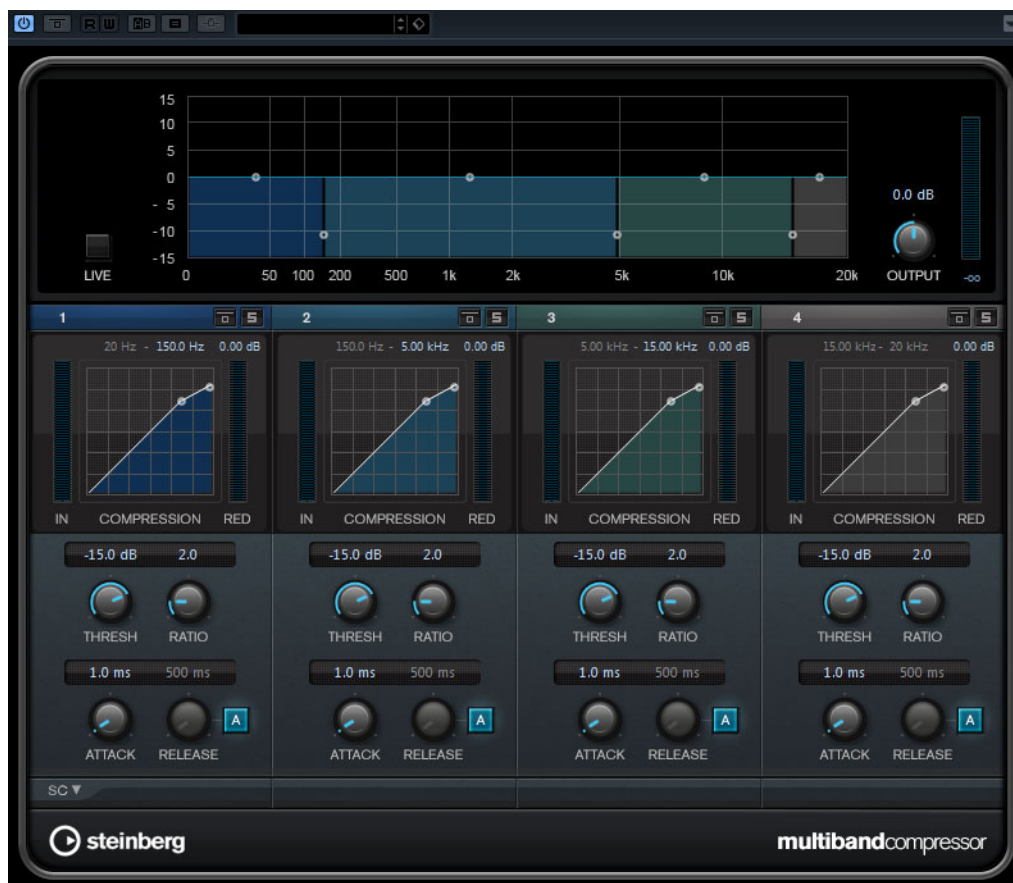 R W AB -0-
15
10
5
0
- 5
-10
-15
0 50 100 200 500 1k 2k 5k 10k 20k
LIVE
0.0 dB
OUTPUT
-∞
1 S 2 S 3 S 4 S
20 Hz - 150.0 Hz 0.00 dB 150.0 Hz - 5.00 kHz 0.00 dB 5.00 kHz - 15.00 kHz 0.00 dB 15.00 kHz - 20 kHz 0.00 dB
IN COMPRESSION RED IN COMPRESSION RED IN COMPRESSION RED IN COMPRESSION RED
-15.0 dB 2.0 -15.0 dB 2.0 -15.0 dB 2.0 -15.0 dB 2.0
THRESH RATIO THRESH RATIO THRESH RATIO THRESH RATIO
1.0 ms 500 ms 1.0 ms 500 ms 1.0 ms 500 ms 1.0 ms 500 ms
A A A A
ATTACK RELEASE ATTACK RELEASE ATTACK RELEASE ATTACK RELEASE
SC ▼
steinberg multibandcompressor